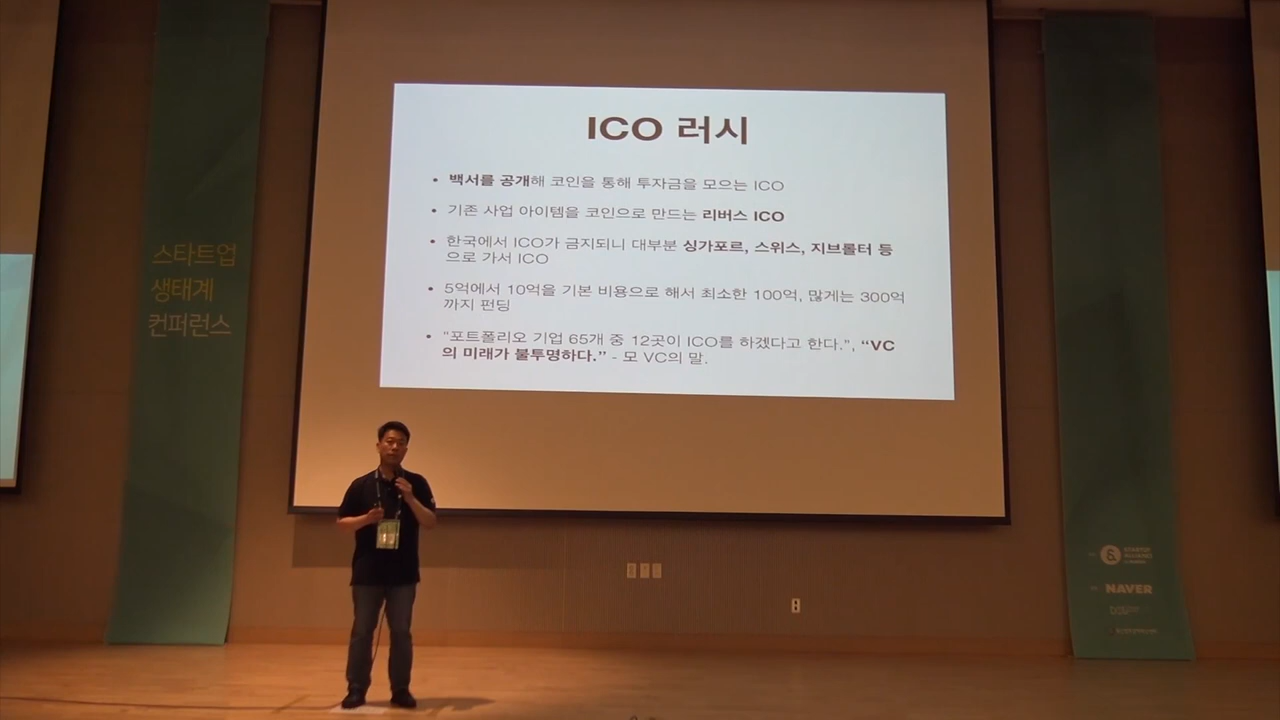 ICO 러시
• 백서를 공개해 코인을 통해 투자금을 모으는 ICO
• 기존 사업 아이템을 코인으로 만드는 리버스 ICO
• 한국에서 ICO가 금지되니 대부분 싱가포르, 스위스, 지브롤터 등
으로 가서 ICO
• 5억에서 10억을 기본 비용으로 해서 최소한 100억, 많게는 300억
까지 펀딩
• "포트폴리오 기업 65개 중 12곳이 ICO를 하겠다고 한다.”, “VC
의 미래가 불투명하다.” - 모 VC의 말.
스타트업
생태계
컨퍼런스
STARTUP
ALLIANCE
NAVER